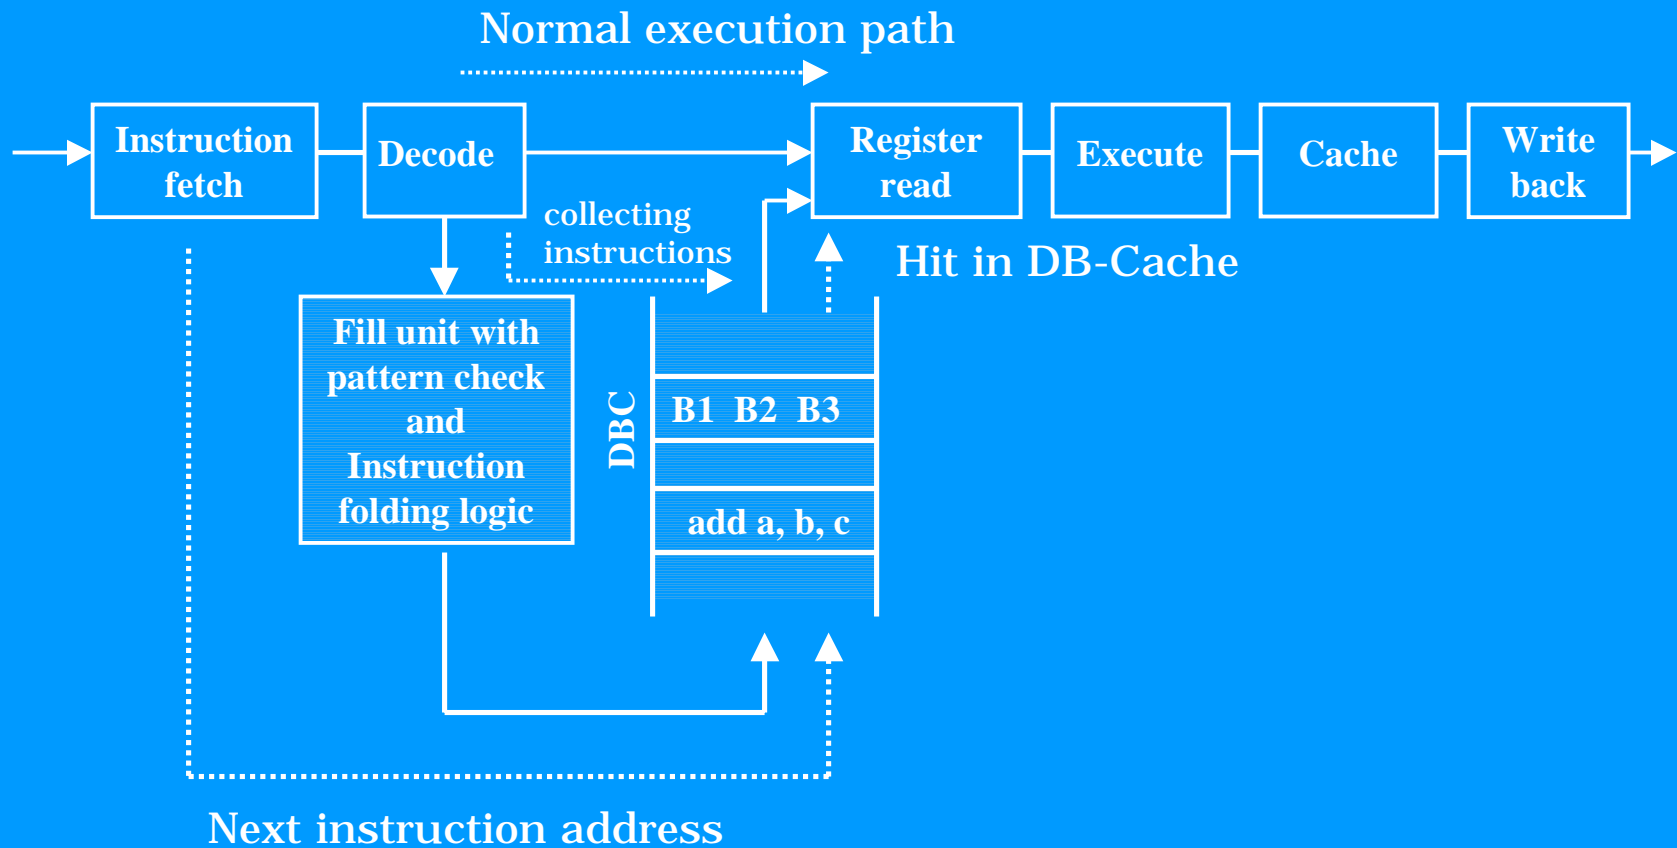 Normal execution path
Instruction
fetch
Decode
Register
read
Execute
Cache
Write
back
collecting
instructions
Hit in DB-Cache
Fill unit with
pattern check
and
Instruction
folding logic
DBC
B1 B2 B3
add a, b, c
Next instruction address